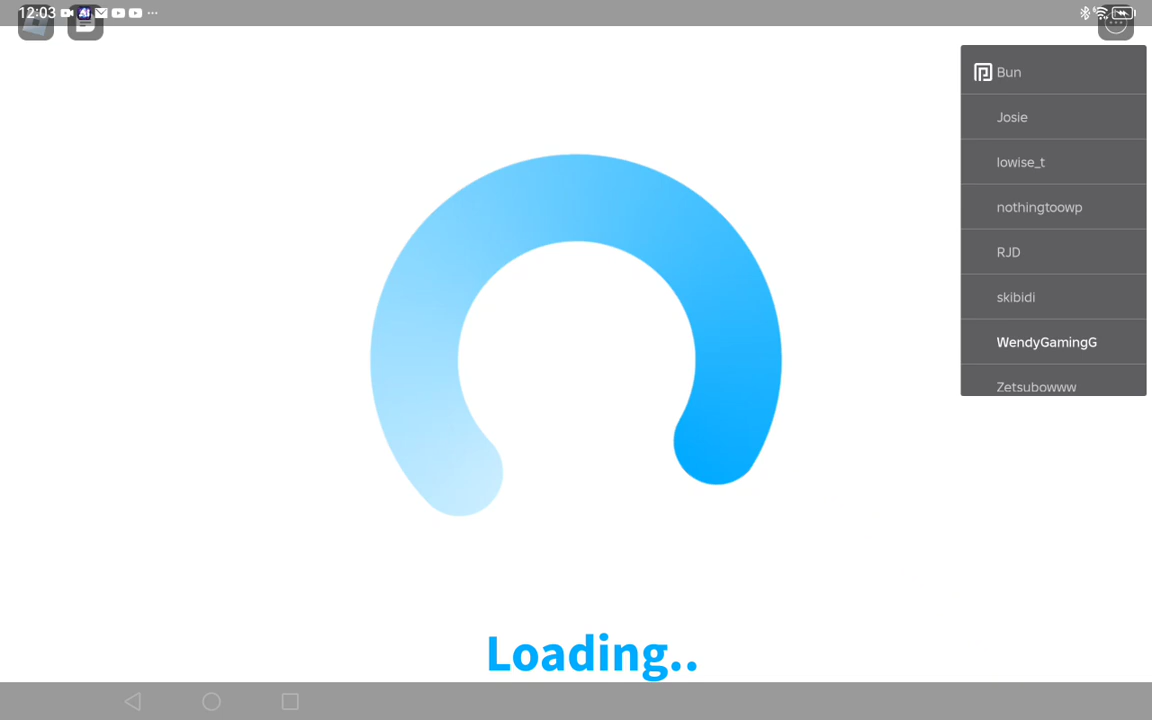 12:03
Bun
Josie
lowise_t
nothingtoowp
RJD
skibidi
WendyGamingG
Zetsubowww
Loading..